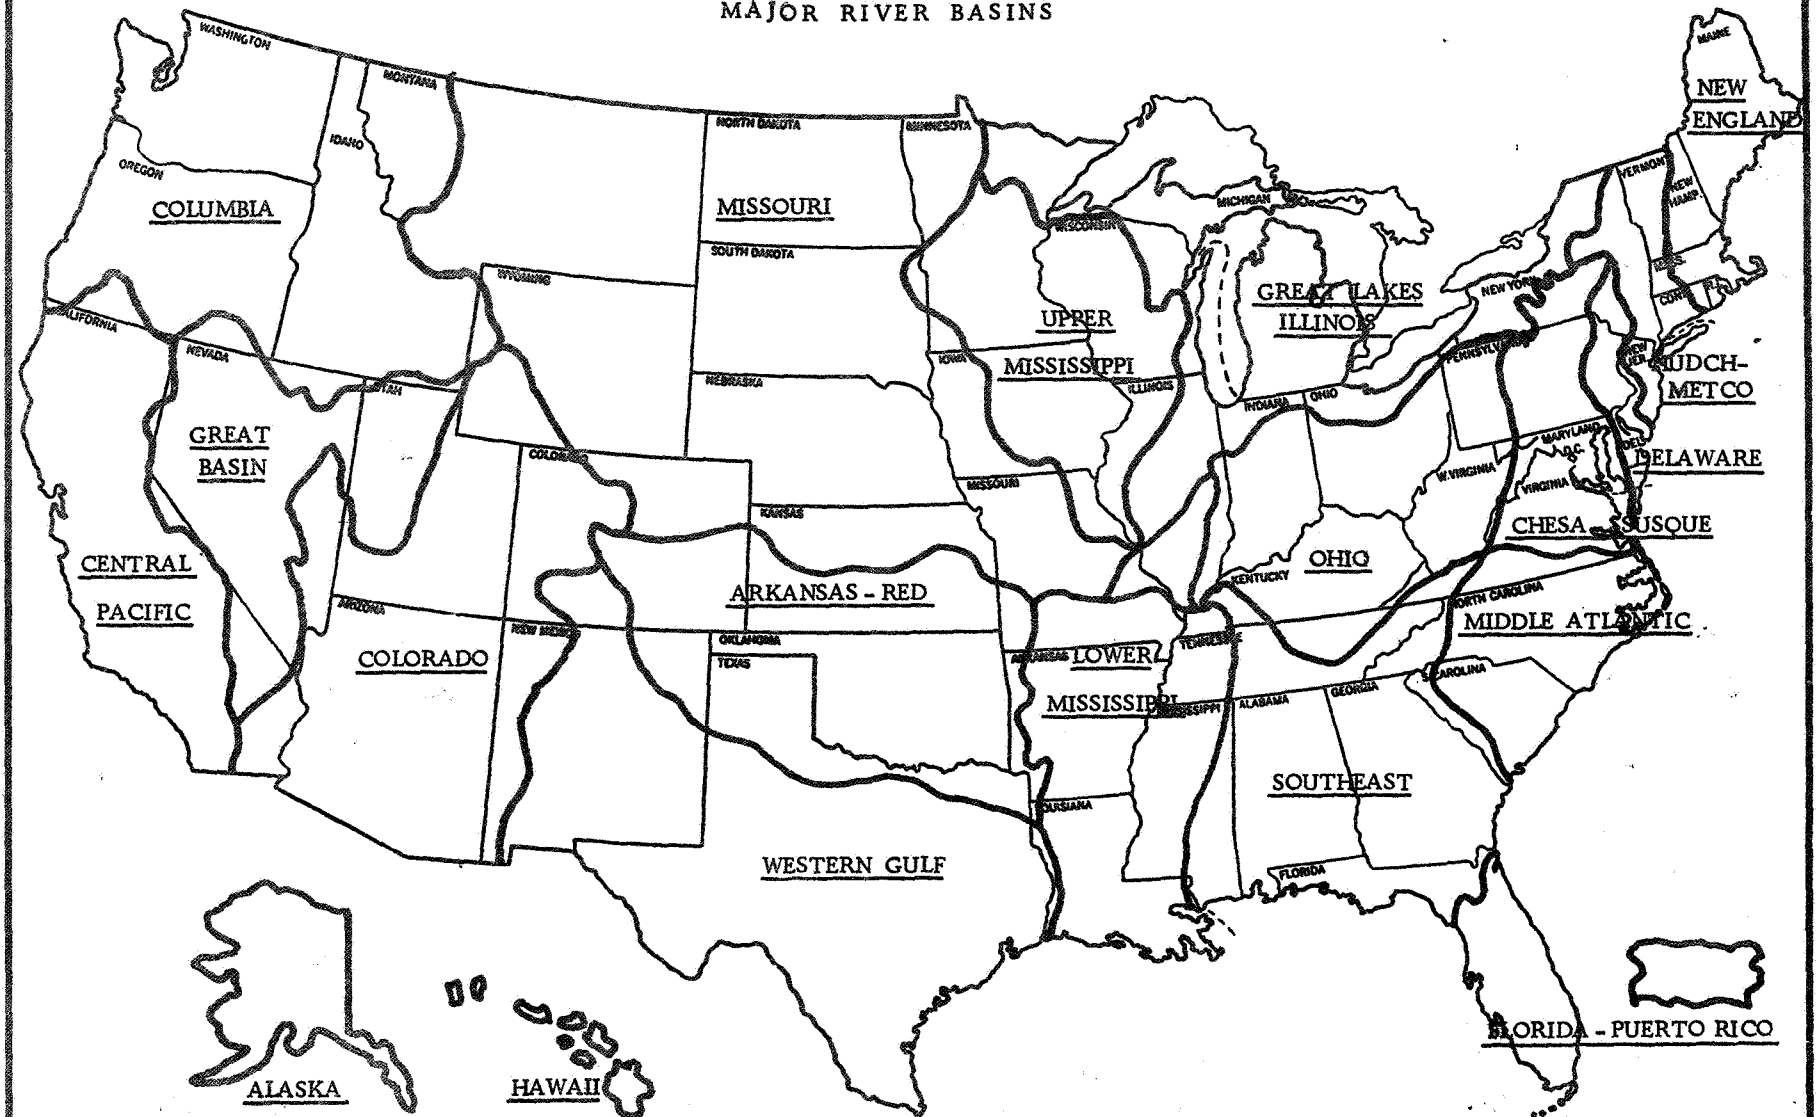 MAJOR RIVER BASINS
WASHINGTON
MONTANA
NORTH DAKOTA
MINNESOTA
MAINE
NEW
ENGLAND
IDAHO
OREGON
COLUMBIA
MISSOURI
MICHIGAN
VERMONT
NEW
HAMP.
WISCONSIN
SOUTH DAKOTA
WYOMING
MASS.
CONN.
R.I.
NEW YORK
GREAT LAKES
ILLINOIS
UPPER
MISSISSIPPI
CALIFORNIA
NEVADA
UTAH
NEBRASKA
IOWA
ILLINOIS
INDIANA
OHIO
PENNSYLVANIA
NEW
JER.
HUDCH-
METCO
GREAT
BASIN
COLORADO
MISSOURI
KANSAS
W.VIRGINIA
MARYLAND
D.C.
DEL.
DELAWARE
VIRGINIA
CHESA - SUSQUE
CENTRAL
PACIFIC
OHIO
KENTUCKY
ARKANSAS - RED
ARIZONA
NEW MEXICO
OKLAHOMA
TEXAS
NORTH CAROLINA
MIDDLE ATLANTIC
COLORADO
ARKANSAS
LOWER
MISSISSIPPI
TENNESSEE
MISSISSIPPI
ALABAMA
GEORGIA
S.CAROLINA
SOUTHEAST
LOUISIANA
WESTERN GULF
FLORIDA
ALASKA
HAWAII
FLORIDA - PUERTO RICO